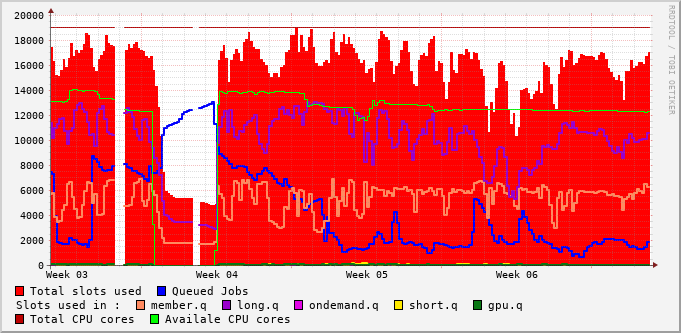 RRDTOOL / TOBI OETIKER
20000
18000
16000
14000
12000
10000
8000
6000
4000
2000
0
Week 03 Week 04 Week 05 Week 06
Total slots used Queued Jobs
Slots used in : member.q long.q ondemand.q short.q gpu.q
Total CPU cores Availale CPU cores